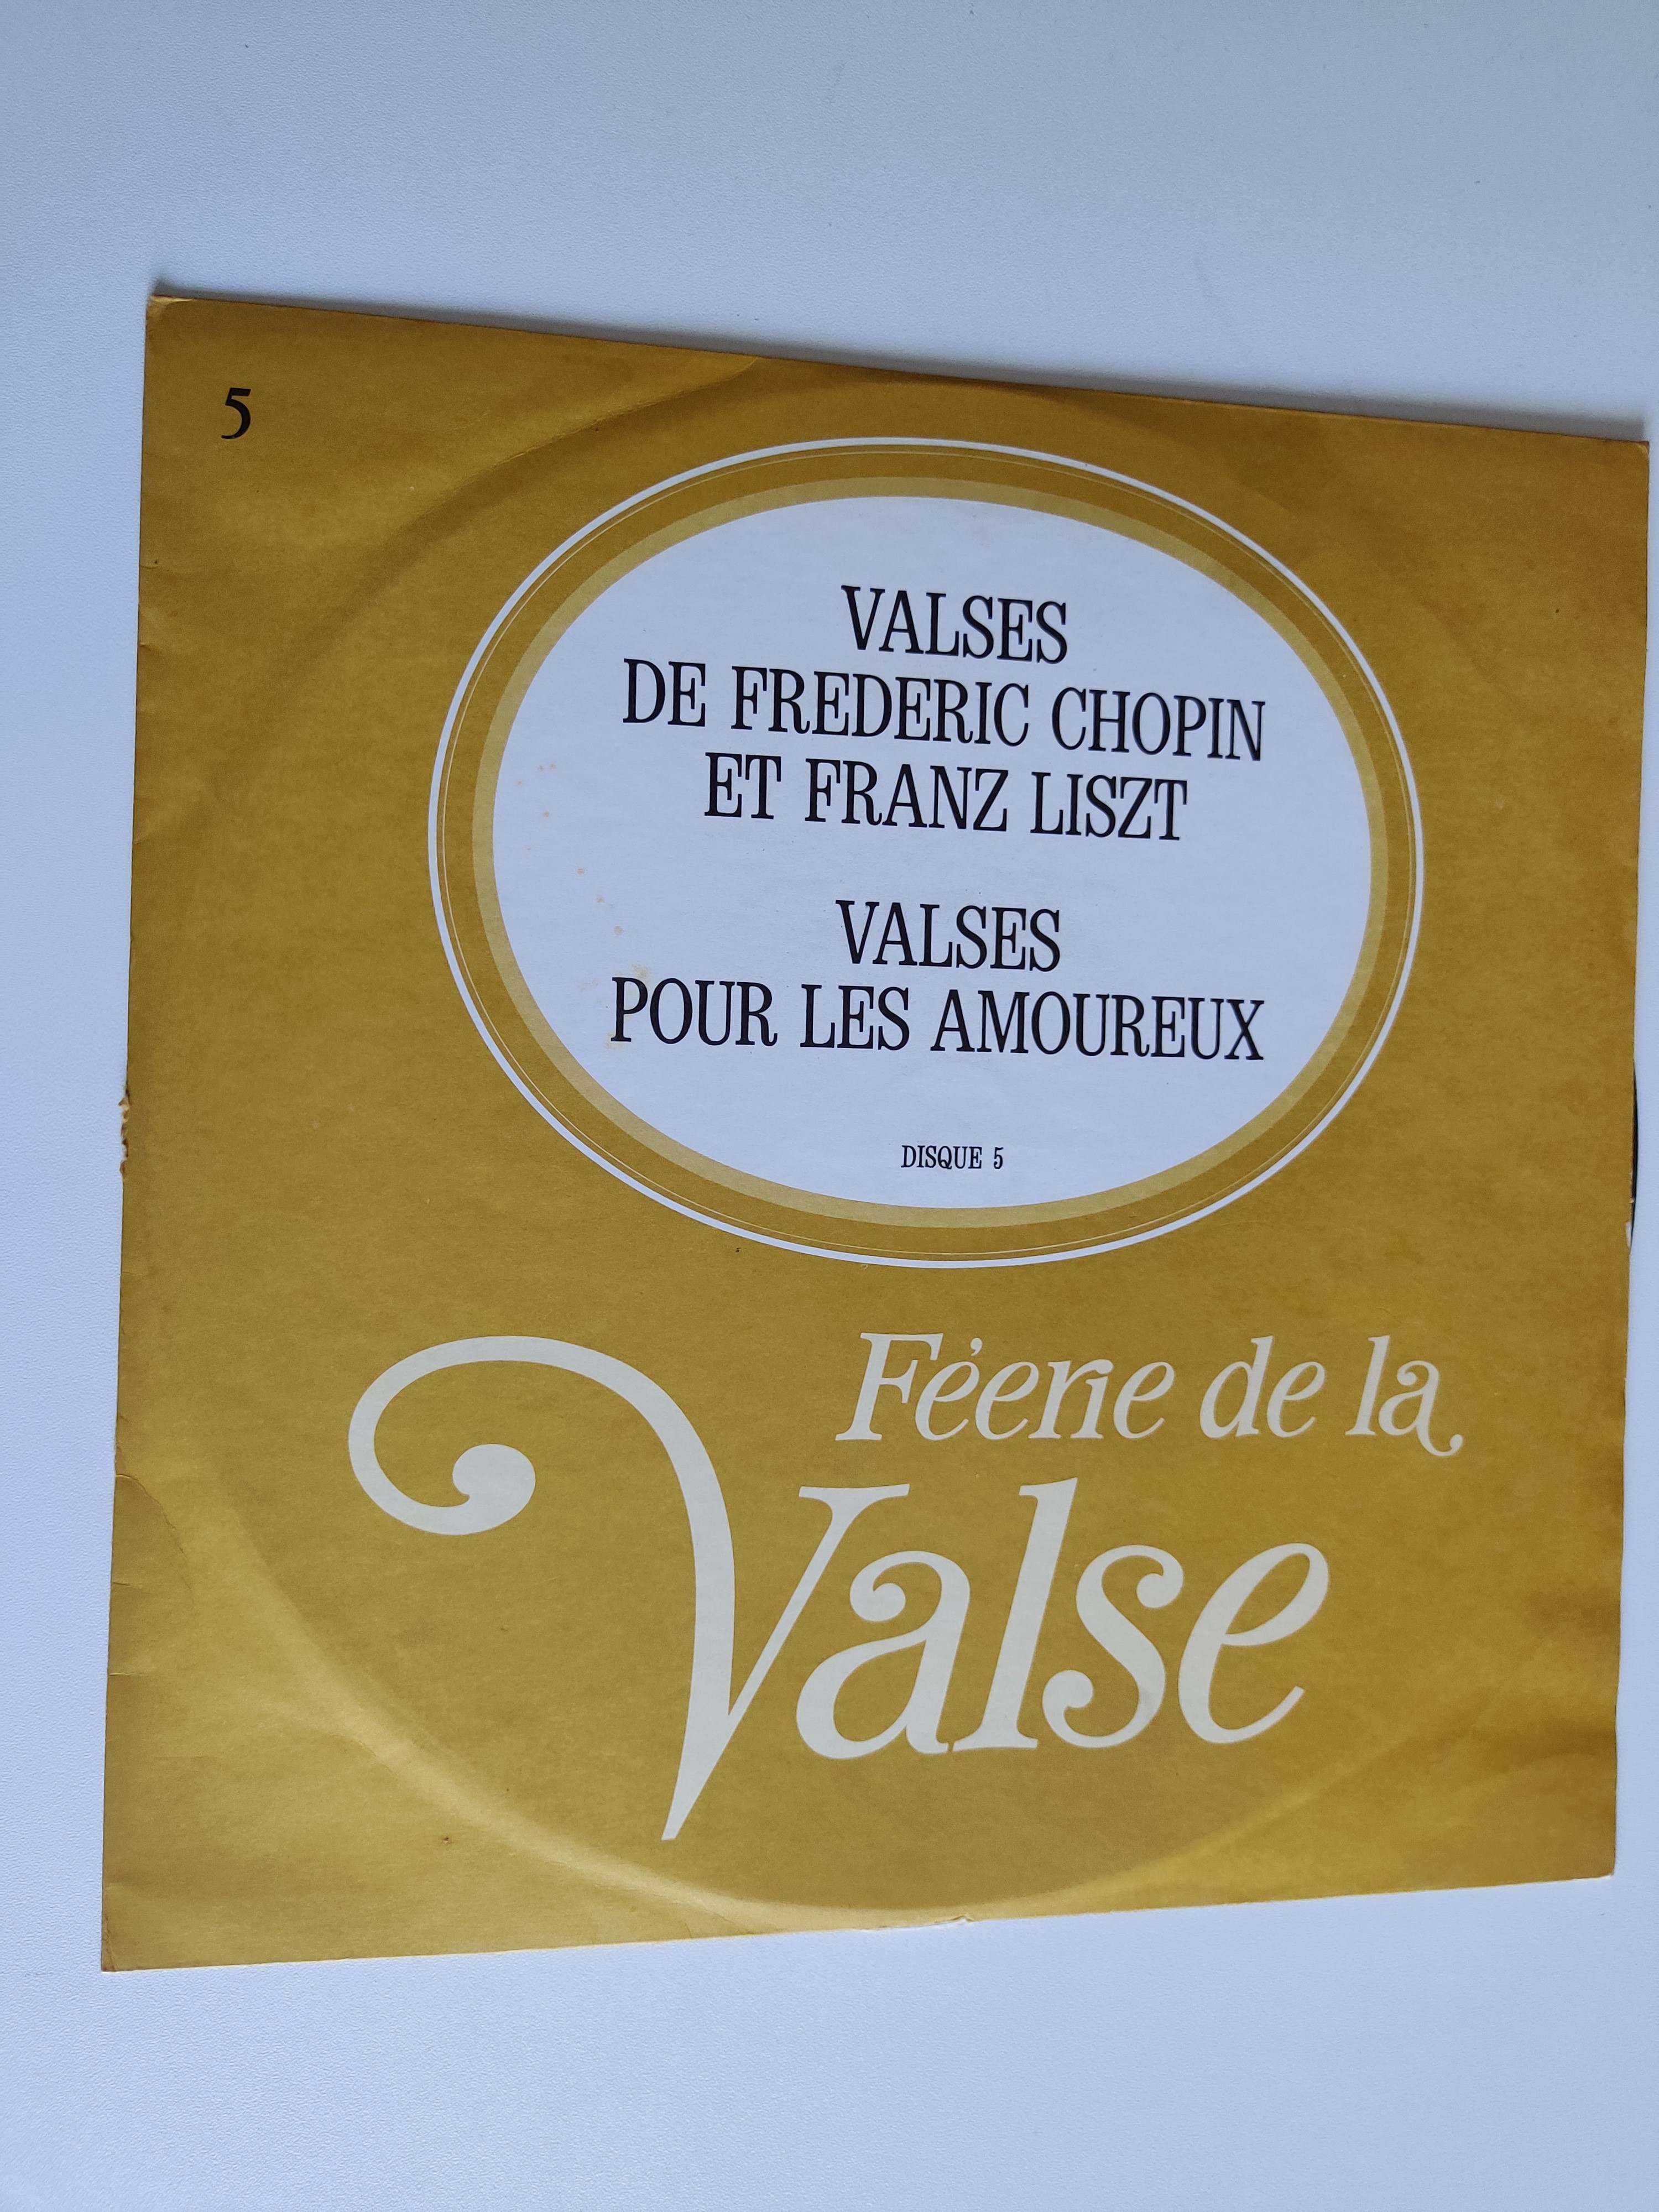 5
VALSES
DE FREDERIC CHOPIN
ET FRANZ LISZT
VALSES
POUR LES AMOUREUX
DISQUE 5
Féerie de la
Valse